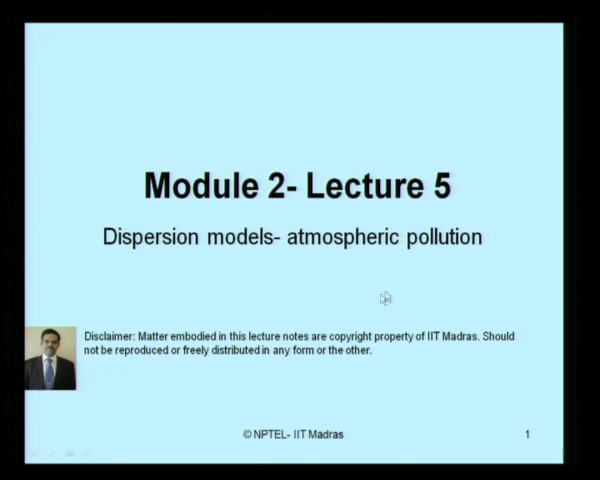 Module 2- Lecture 5
Dispersion models- atmospheric pollution
Disclaimer: Matter embodied in this lecture notes are copyright property of IIT Madras. Should
not be reproduced or freely distributed in any form or the other.
© NPTEL- IIT Madras
1